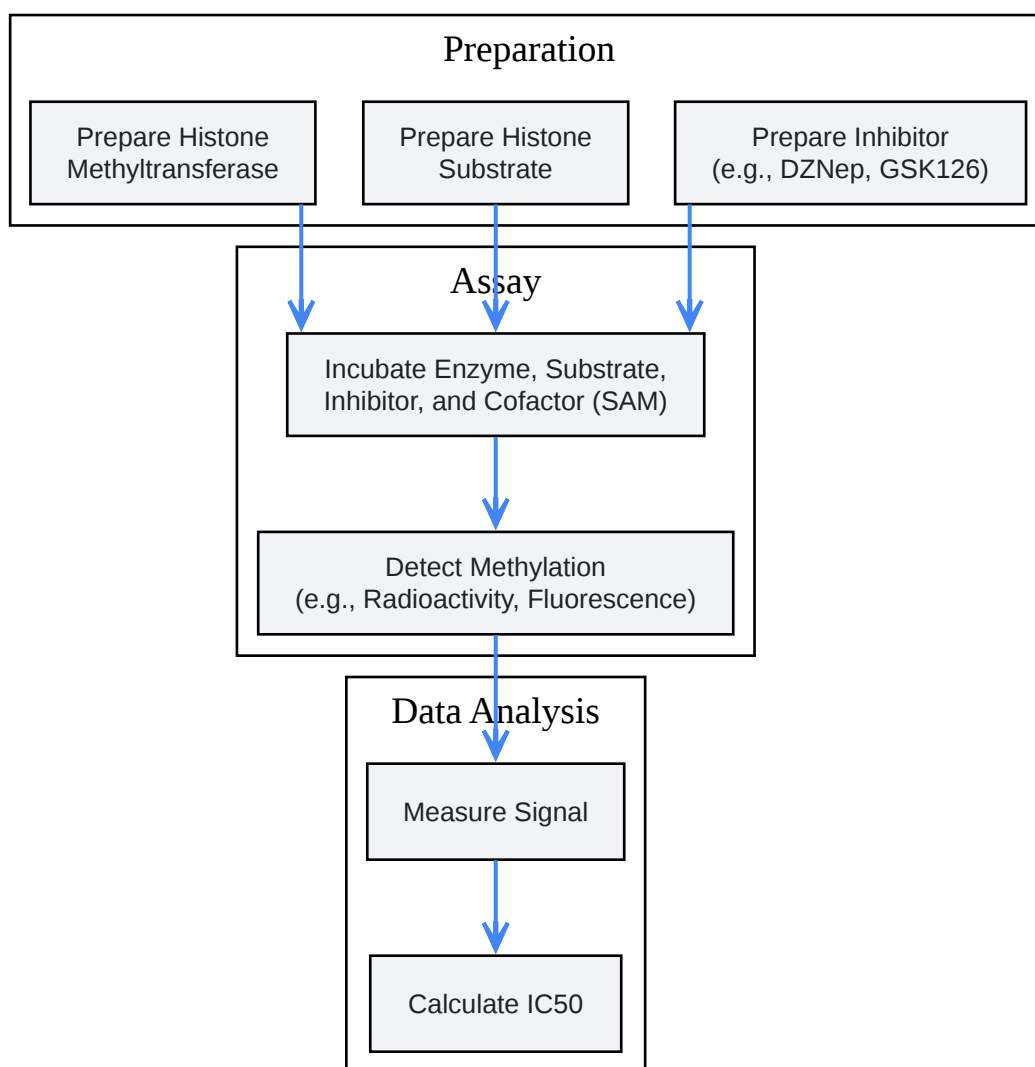 Preparation
Prepare Histone
Methyltransferase
Prepare Histone
Substrate
Prepare Inhibitor
(e.g., DZNep, GSK126)
Assay
Incubate Enzyme, Substrate,
Inhibitor, and Cofactor (SAM)
Detect Methylation
(e.g., Radioactivity, Fluorescence)
Data Analysis
Measure Signal
Calculate IC50